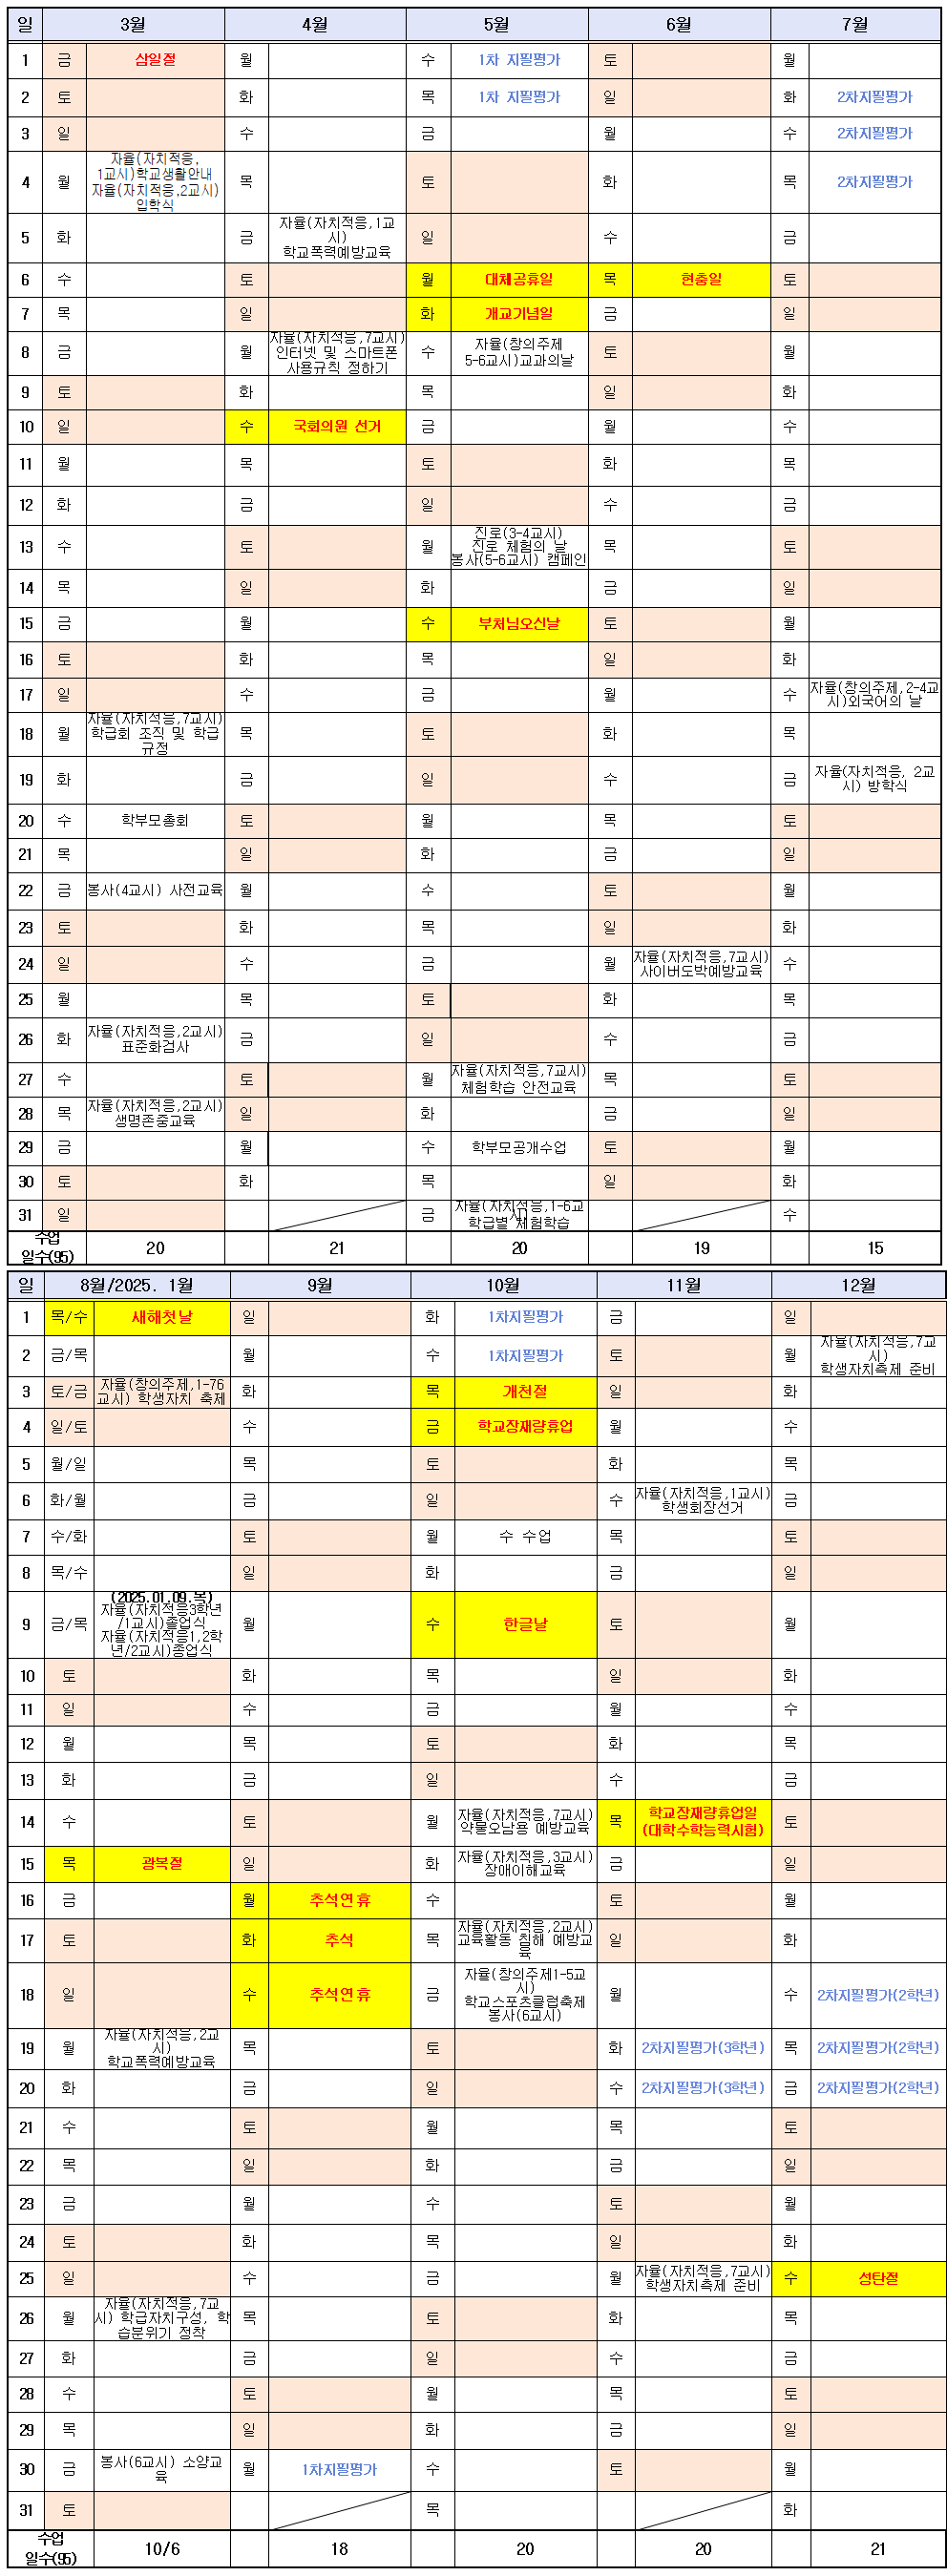 일 3월 4월 5월 6월 7월
1 금 삼일절 월 수 1차 지필평가 토 월
2 토 화 목 1차 지필평가 일 화 2차지필평가
3 일 수 금 월 수 2차지필평가
4 월 자율(자치적응, 1교시)학교생활안내 자율(자치적응,2교시) 입학식 목 토 화 목 2차지필평가
5 화 금 자율(자치적응,1교시) 학교폭력예방교육 일 수 금
6 수 토 월 대체공휴일 목 현충일 토
7 목 일 화 개교기념일 금 일
8 금 월 자율(자치적응,7교시) 인터넷 및 스마트폰 사용규칙 정하기 수 자율(창의주제 5-6교시)교과의날 토 월
9 토 화 목 일 화
10 일 수 국회의원 선거 금 월 수
11 월 목 토 화 목
12 화 금 일 수 금
13 수 토 월 진로(3-4교시) 진로 체험의 날 봉사(5-6교시) 캠페인 목 토
14 목 일 화 금 일
15 금 월 수 부처님오신날 토 월
16 토 화 목 일 화
17 일 수 금 월 수 자율(창의주제,2-4교시)외국어의 날
18 월 자율(자치적응,7교시) 학급회 조직 및 학급 규정 목 토 화 목
19 화 금 일 수 금 자율(자치적응, 2교시) 방학식
20 수 학부모총회 토 월 목 토
21 목 일 화 금 일
22 금 봉사(4교시) 사전교육 월 수 토 월
23 토 화 목 일 화
24 일 수 금 월 자율(자치적응,7교시) 사이버도박예방교육 수
25 월 목 토 화 목
26 화 자율(자치적응,2교시) 표준화검사 금 일 수 금
27 수 토 월 자율(자치적응,7교시) 체험학습 안전교육 목 토
28 목 자율(자치적응,2교시) 생명존중교육 일 화 금 일
29 금 월 수 학부모공개수업 토 월
30 토 화 목 일 화
31 일 금 자율(자치적응,1-6교시) 학급별 체험학습 수
수업 일수(95) 20 21 20 19 15
일 8월/2025. 1월 9월 10월 11월 12월
1 목/수 새해첫날 일 화 1차지필평가 금 일
2 금/목 월 수 1차지필평가 토 월 자율(자치적응,7교시) 학생자치축제 준비
3 토/금 자율(창의주제,1-76교시) 학생자치 축제 화 목 개천절 일 화
4 일/토 수 금 학교장재량휴업 월 수
5 월/일 목 토 화 목
6 화/월 금 일 수 자율(자치적응,1교시) 학생회장선거 금
7 수/화 토 월 수 수업 목 토
8 목/수 일 화 금 일
9 금/목 (2025.01.09.목) 자율(자치적응3학년/1교시)졸업식 자율(자치적응1,2학년/2교시)종업식 월 수 한글날 토 월
10 토 화 목 일 화
11 일 수 금 월 수
12 월 목 토 화 목
13 화 금 일 수 금
14 수 토 월 자율(자치적응,7교시) 약물오남용 예방교육 목 학교장재량휴업일 (대학수학능력시험) 토
15 목 광복절 일 화 자율(자치적응,3교시) 장애이해교육 금 일
16 금 월 추석연휴 수 토 월
17 토 화 추석 목 자율(자치적응,2교시) 교육활동 침해 예방교육 일 화
18 일 수 추석연휴 금 자율(창의주제1-5교시) 학교스포츠클럽축제 봉사(6교시) 월 수 2차지필평가(2학년)
19 월 자율(자치적응,2교시) 학교폭력예방교육 목 토 화 2차지필평가(3학년) 목 2차지필평가(2학년)
20 화 금 일 수 2차지필평가(3학년) 금 2차지필평가(2학년)
21 수 토 월 목 토
22 목 일 화 금 일
23 금 월 수 토 월
24 토 화 목 일 화
25 일 수 금 월 자율(자치적응,7교시) 학생자치축제 준비 수 성탄절
26 월 자율(자치적응,7교시) 학급자치구성, 학습분위기 정착 목 토 화 목
27 화 금 일 수 금
28 수 토 월 목 토
29 목 일 화 금 일
30 금 봉사(6교시) 소양교육 월 1차지필평가 수 토 월
31 토 목 화
수업 일수(95) 10/6 18 20 20 21